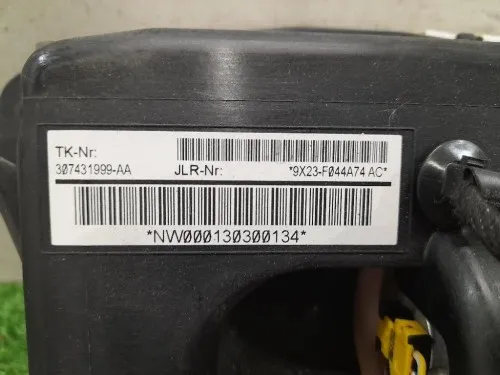 TK-Nr:
307431999-AA JLR-Nr: *9X23-F044A74 AC*
*NW000130300134*